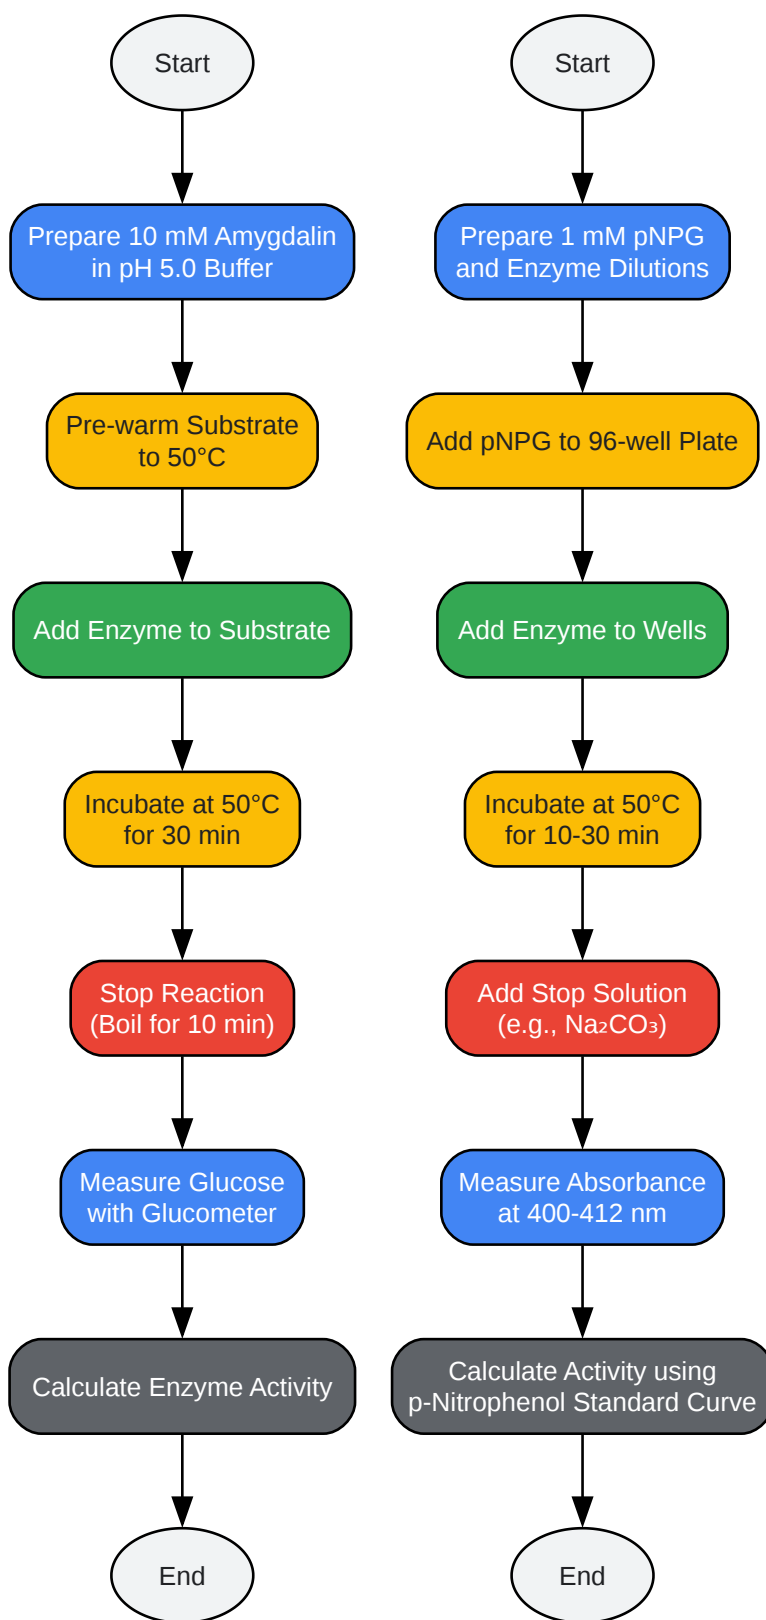 Start
Prepare 10 mM Amygdalin
in pH 5.0 Buffer
Pre-warm Substrate
to 50°C
Add Enzyme to Substrate
Incubate at 50°C
for 30 min
Stop Reaction
(Boil for 10 min)
Measure Glucose
with Glucometer
Calculate Enzyme Activity
End
Start
Prepare 1 mM pNPG
and Enzyme Dilutions
Add pNPG to 96-well Plate
Add Enzyme to Wells
Incubate at 50°C
for 10-30 min
Add Stop Solution
(e.g., Na₂CO₃)
Measure Absorbance
at 400-412 nm
Calculate Activity using
p-Nitrophenol Standard Curve
End